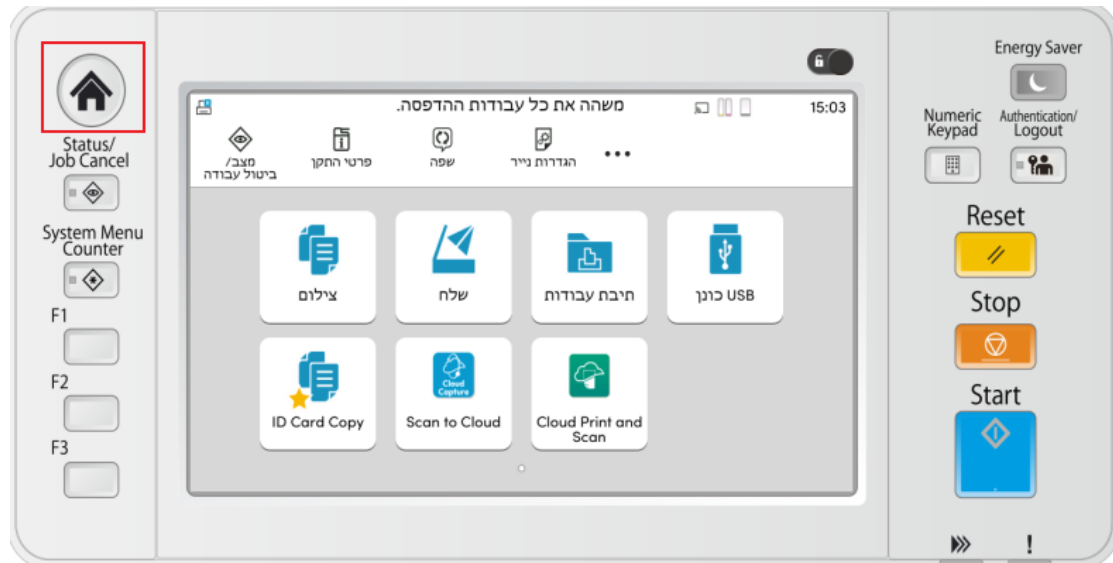 Status/
Job Cancel
System Menu
Counter
F1
F2
F3
משהה את כל עבודות ההדפסה.
15:03
מצב/
ביטול עבודה
פרטי התקן
שפה
הגדרות נייר
צילום
שלח
תיבת עבודות
כונן USB
ID Card Copy
Cloud
Capture
Scan to Cloud
Cloud Print and
Scan
Energy Saver
Numeric
Keypad
Authentication/
Logout
Reset
Stop
Start
!